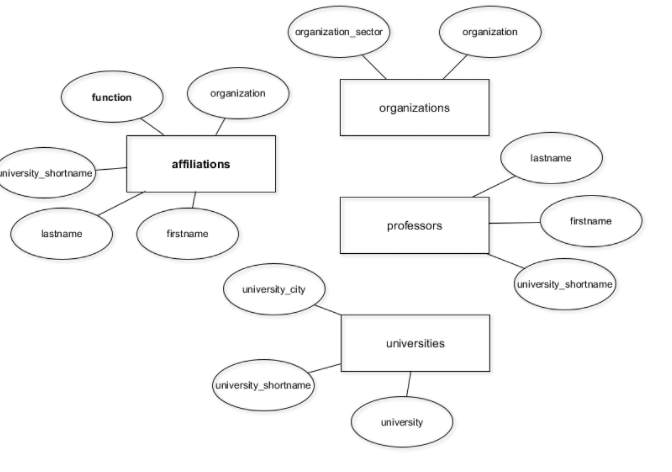 organization_sector
organization
organizations
function
organization
affiliations
university_shortname
lastname
firstname
lastname
firstname
professors
university_shortname
university_city
universities
university_shortname
university